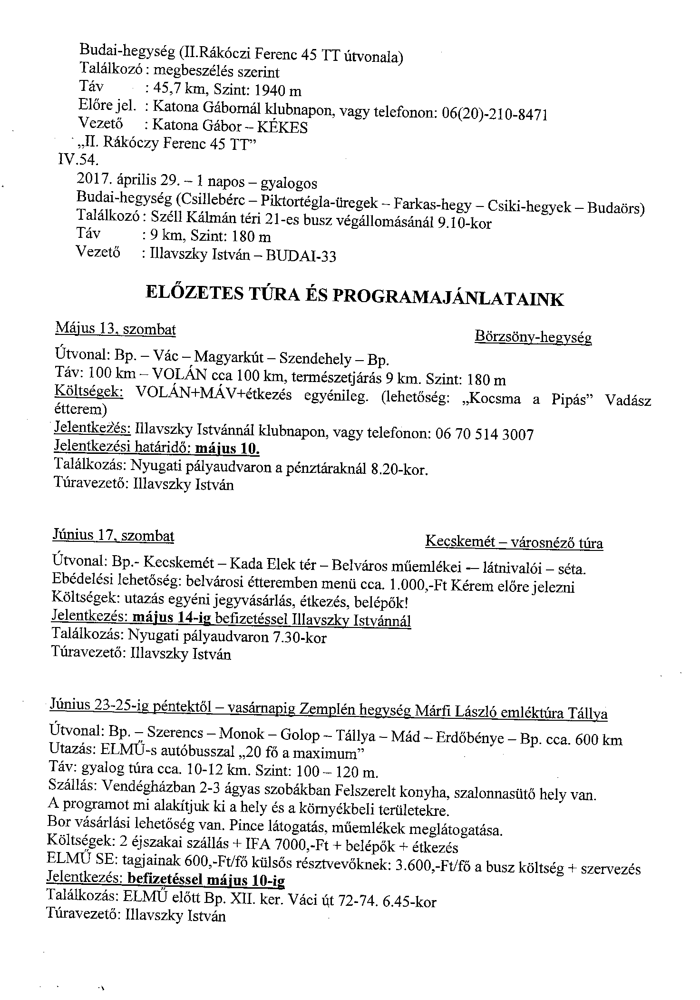 Budai-hegység (II.Rákóczi Ferenc 45 TT útvonala)
Találkozó : megbeszélés szerint
Táv : 45,7 km, Szint: 1940 m
Előre jel. : Katona Gábornál klubnapon, vagy telefonon: 06(20)-210-8471
Vezető : Katona Gábor – KÉKES
„II. Rákóczy Ferenc 45 TT”
IV.54.
2017. április 29. – 1 napos – gyalogos
Budai-hegység (Csillebérc – Piktortégla-üregek – Farkas-hegy – Csiki-hegyek – Budaörs)
Találkozó : Széll Kálmán téri 21-es busz végállomásánál 9.10-kor
Táv : 9 km, Szint: 180 m
Vezető : Illavszky István – BUDAI-33
ELŐZETES TÚRA ÉS PROGRAMAJÁNLATAINK
Május 13, szombat Börzsöny-hegység
Útvonal: Bp. – Vác – Magyarkút – Szendehely – Bp.
Táv: 100 km – VOLÁN cca 100 km, természetjárás 9 km. Szint: 180 m
Költségek: VOLÁN+MÁV+étkezés egyénileg. (lehetőség: „Kocsma a Pipás” Vadász
étterem)
Jelentkezés: Illavszky Istvánnál klubnapon, vagy telefonon: 06 70 514 3007
Jelentkezési határidő: május 10.
Találkozás: Nyugati pályaudvaron a pénztáraknál 8.20-kor.
Túravezető: Illavszky István
Június 17, szombat Kecskemét – városnéző túra
Útvonal: Bp.- Kecskemét – Kada Elek tér – Belváros műemlékei — látnivalói – séta.
Ebédelési lehetőség: belvárosi étteremben menü cca. 1.000,-Ft Kérem előre jelezni
Költségek: utazás egyéni jegyvásárlás, étkezés, belépők!
Jelentkezés: május 14-ig befizetéssel Illavszky Istvánnál
Találkozás: Nyugati pályaudvaron 7.30-kor
Túravezető: Illavszky István
Június 23-25-ig péntektől – vasárnapig Zemplén hegység Márfi László emléktúra Tállya
Útvonal: Bp. – Szerencs – Monok – Golop – Tállya – Mád – Erdőbénye – Bp. cca. 600 km
Utazás: ELMŰ-s autóbusszal „20 fő a maximum”
Táv: gyalog túra cca. 10-12 km. Szint: 100 – 120 m.
Szállás: Vendégházban 2-3 ágyas szobákban Felszerelt konyha, szalonnasütő hely van.
A programot mi alakítjuk ki a hely és a környékbeli területekre.
Bor vásárlási lehetőség van. Pince látogatás, műemlékek meglátogatása.
Költségek: 2 éjszakai szállás + IFA 7000,-Ft + belépők + étkezés
ELMŰ SE: tagjainak 600,-Ft/fő külsős résztvevőknek: 3.600,-Ft/fő a busz költség + szervezés
Jelentkezés: befizetéssel május 10-ig
Találkozás: ELMŰ előtt Bp. XII. ker. Váci út 72-74. 6.45-kor
Túravezető: Illavszky István